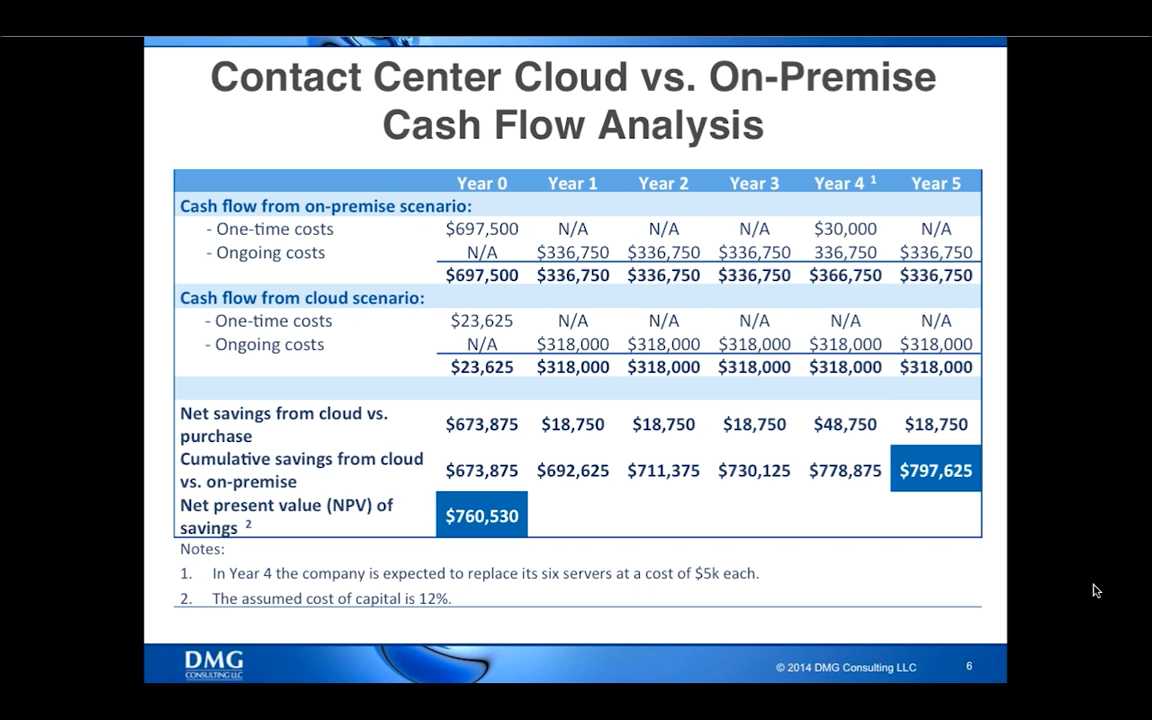 Contact Center Cloud vs. On-Premise
Cash Flow Analysis
Year 0 Year 1 Year 2 Year 3 Year 4 1 Year 5
Cash flow from on-premise scenario:
- One-time costs $697,500 N/A N/A N/A $30,000 N/A
- Ongoing costs N/A $336,750 $336,750 $336,750 336,750 $336,750
$697,500 $336,750 $336,750 $336,750 $366,750 $336,750
Cash flow from cloud scenario:
- One-time costs $23,625 N/A N/A N/A N/A N/A
- Ongoing costs N/A $318,000 $318,000 $318,000 $318,000 $318,000
$23,625 $318,000 $318,000 $318,000 $318,000 $318,000
Net savings from cloud vs.
purchase $673,875 $18,750 $18,750 $18,750 $48,750 $18,750
Cumulative savings from cloud
vs. on-premise $673,875 $692,625 $711,375 $730,125 $778,875 $797,625
Net present value (NPV) of
savings 2 $760,530
Notes:
1. In Year 4 the company is expected to replace its six servers at a cost of $5k each.
2. The assumed cost of capital is 12%.
DMG
CONSULTING LLC
© 2014 DMG Consulting LLC 6